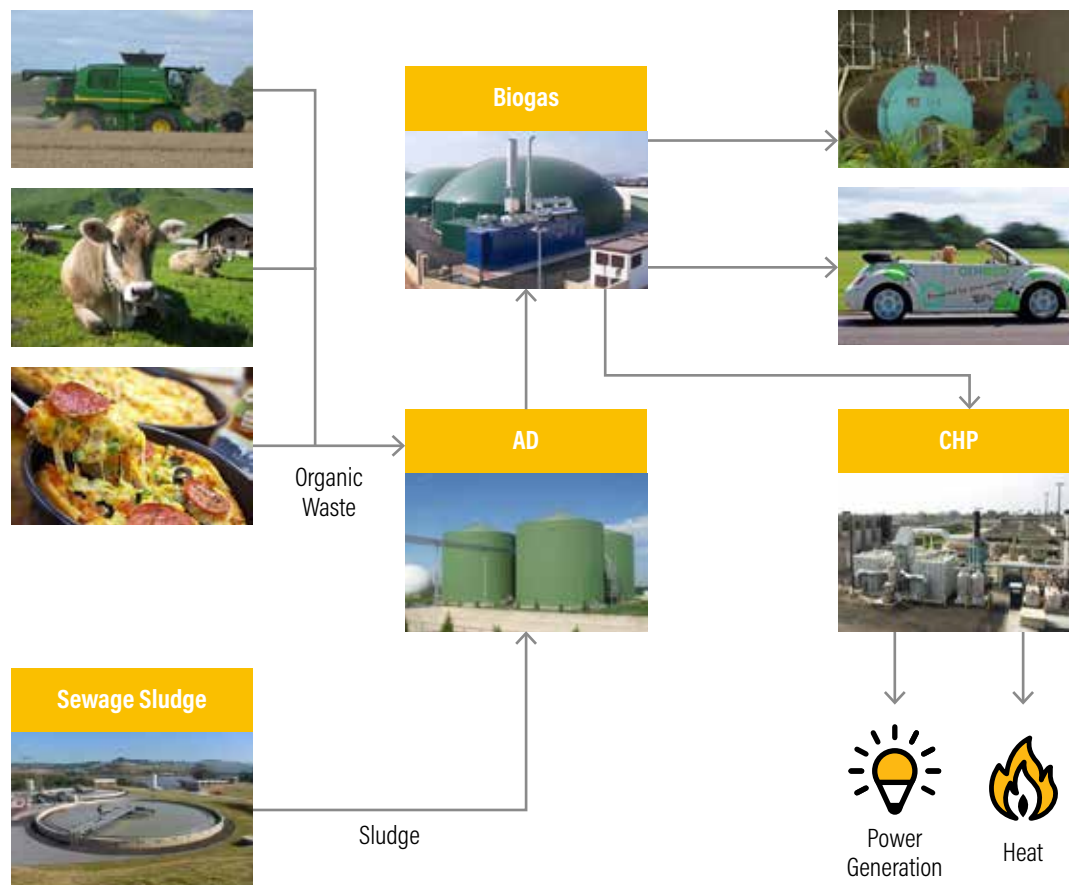 Biogas
AD
CHP
Organic
Waste
Sewage Sludge
Sludge
Power
Generation
Heat